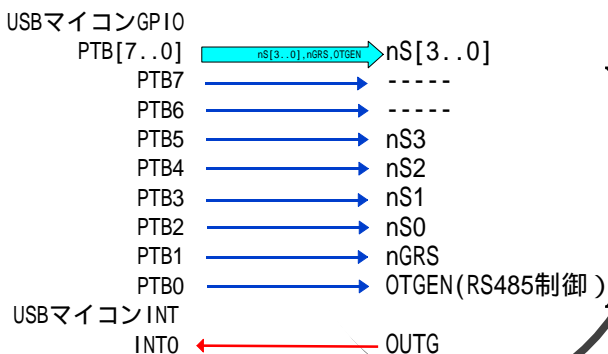 USBマイコンGPIO
PTB[7..0] nS[3..0],nGRS,OTGEN nS[3..0]
PTB7 -----
PTB6 -----
PTB5 nS3
PTB4 nS2
PTB3 nS1
PTB2 nS0
PTB1 nGRS
PTB0 OTGEN(RS485制御)
USBマイコンINT
INT0 OUTG